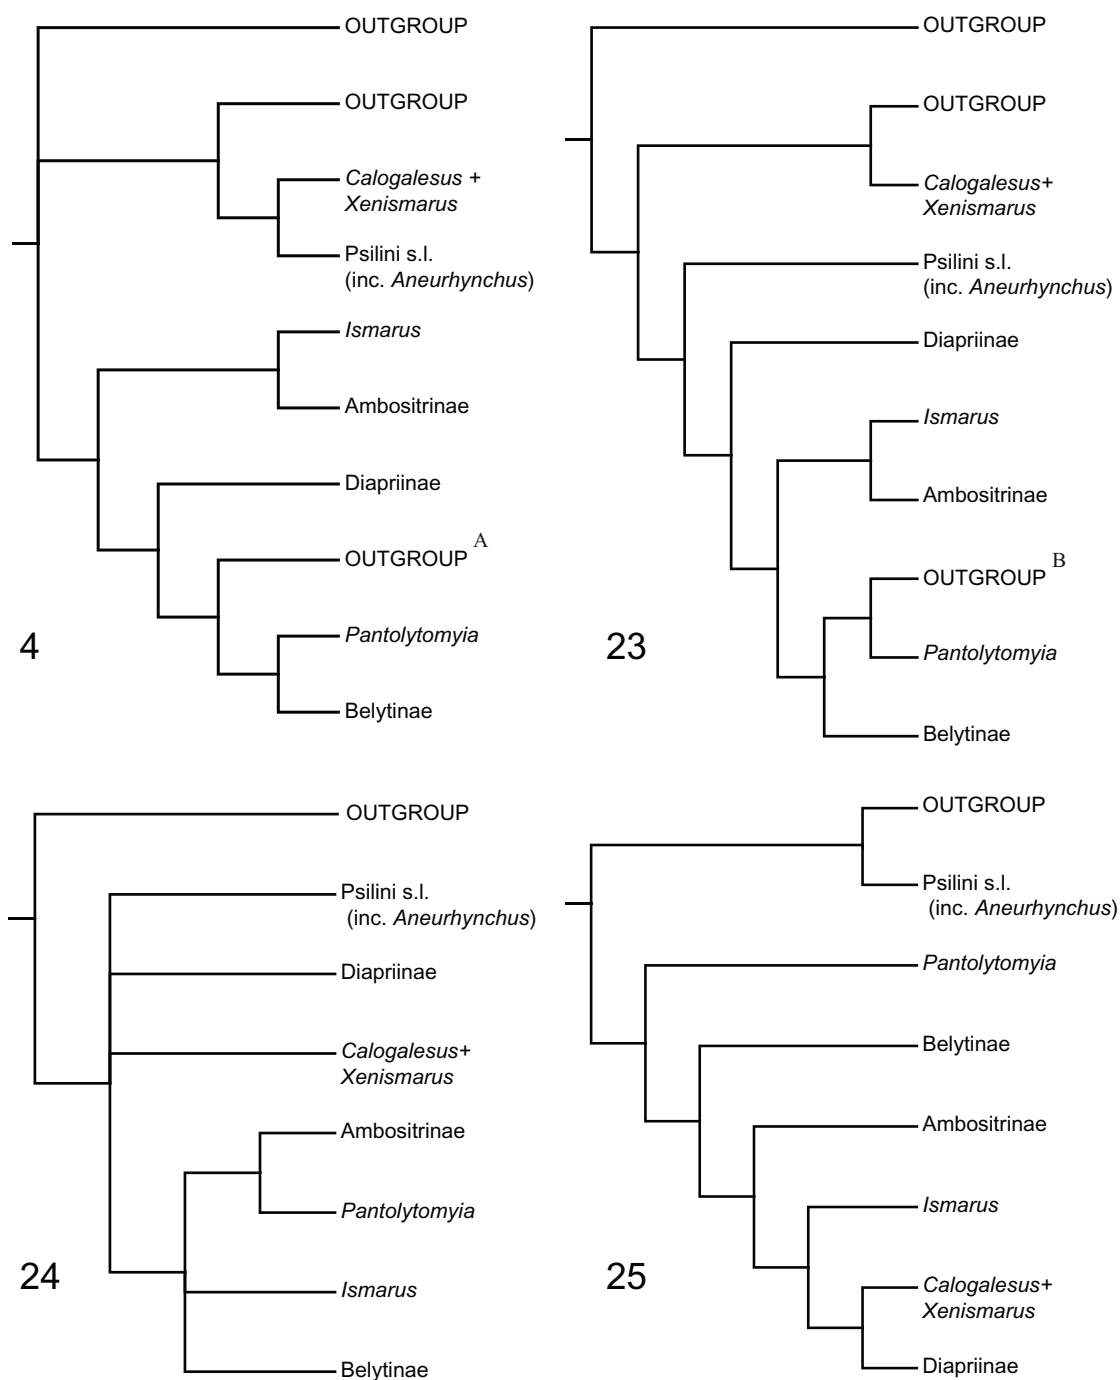 OUTGROUP
OUTGROUP
Calogalesus +
Xenismarus
Psilini s.l.
(inc. Aneurhynchus)
Ismarus
Ambositrinae
Diapriinae
OUTGROUP A
Pantolytomyia
Belytinae
4
OUTGROUP
OUTGROUP
Calogalesus+
Xenismarus
Psilini s.l.
(inc. Aneurhynchus)
Diapriinae
Ismarus
Ambositrinae
OUTGROUP B
Pantolytomyia
Belytinae
23
OUTGROUP
Psilini s.l.
(inc. Aneurhynchus)
Diapriinae
Calogalesus+
Xenismarus
Ambositrinae
Pantolytomyia
Ismarus
Belytinae
24
OUTGROUP
Psilini s.l.
(inc. Aneurhynchus)
Pantolytomyia
Belytinae
Ambositrinae
Ismarus
Calogalesus+
Xenismarus
Diapriinae
25